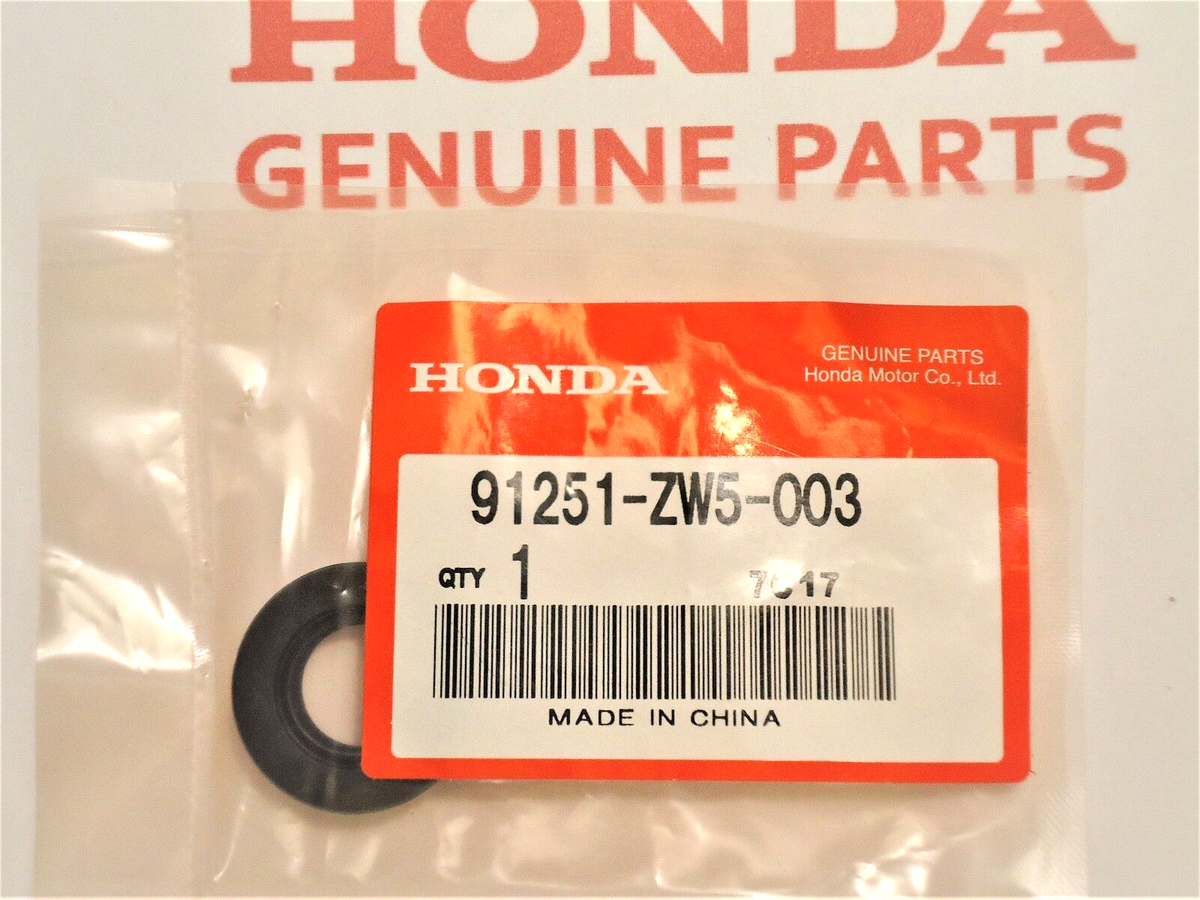 HONDA
GENUINE PARTS
HONDA
GENUINE PARTS
Honda Motor Co., Ltd.
91251-ZW5-003
QTY 1
MADE IN CHINA